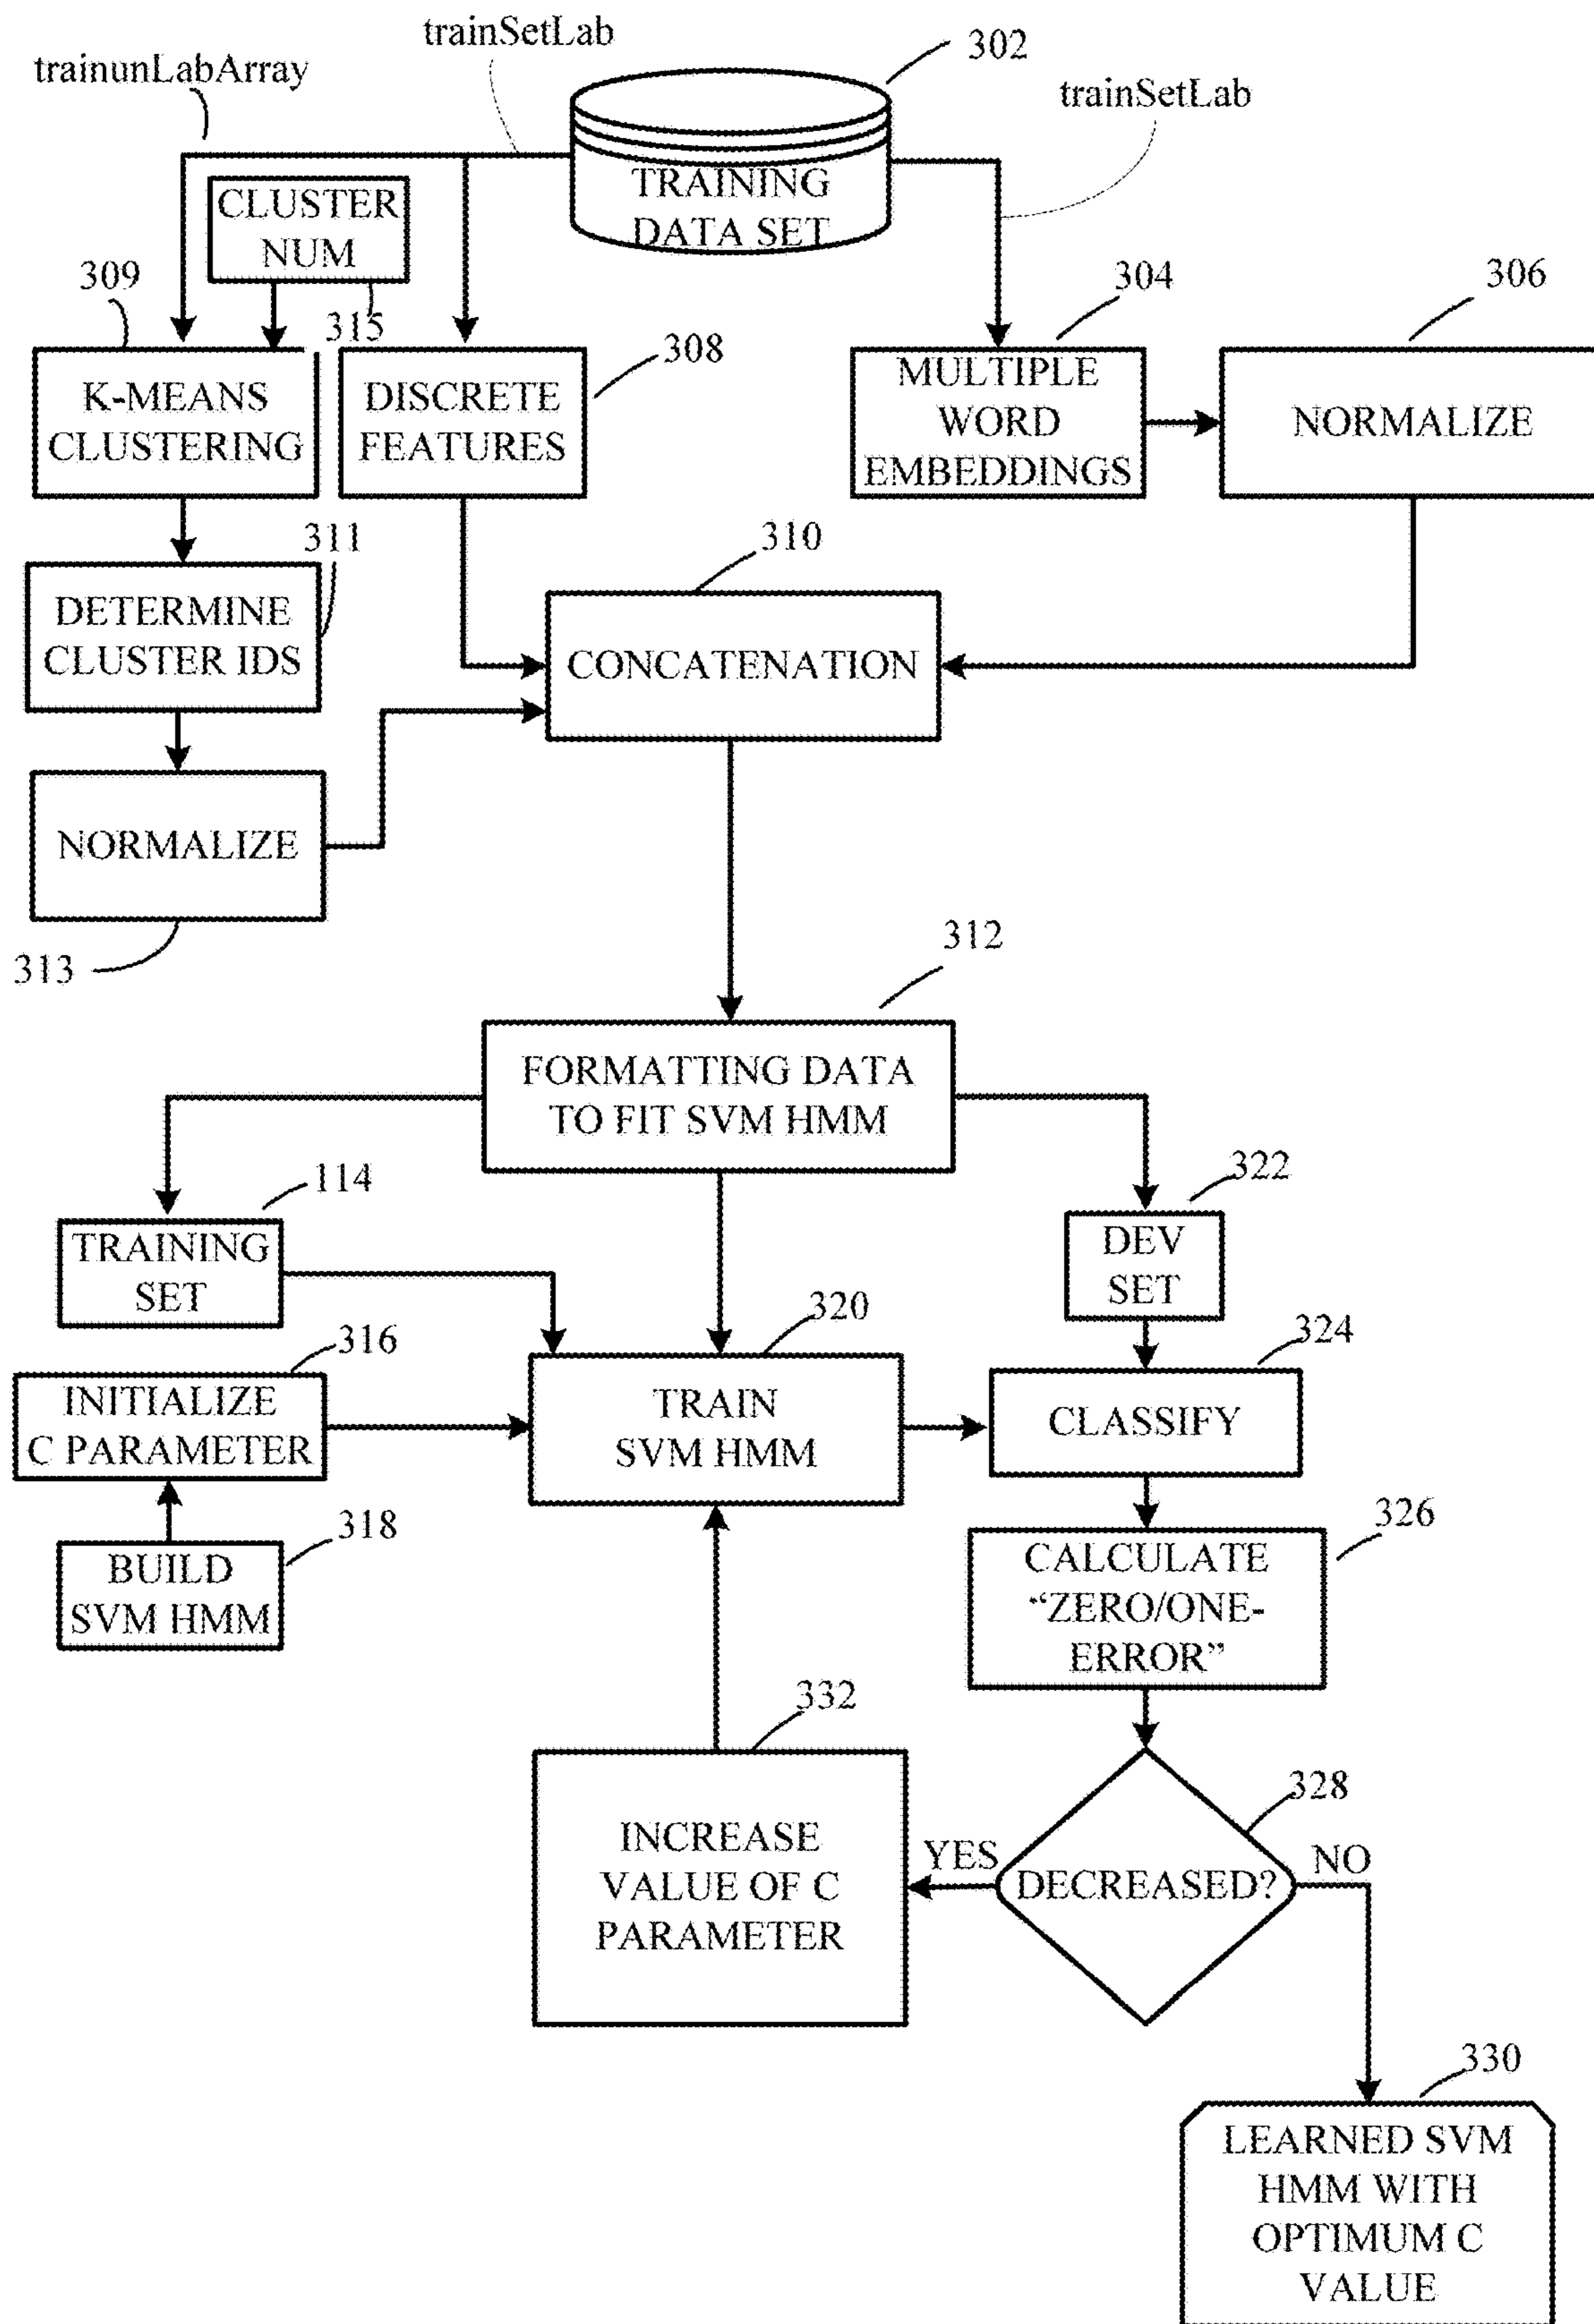 trainSetLab
302
trainunLabArray
trainSetLab
TRAINING
DATA SET
CLUSTER
NUM
309
315
304
306
308
K-MEANS
CLUSTERING
DISCRETE
FEATURES
MULTIPLE
WORD
EMBEDDINGS
NORMALIZE
311
310
DETERMINE
CLUSTER IDS
CONCATENATION
NORMALIZE
313
312
FORMATTING DATA
TO FIT SVM HMM
114
322
TRAINING
SET
DEV
SET
316
320
324
INITIALIZE
C PARAMETER
TRAIN
SVM HMM
CLASSIFY
318
326
BUILD
SVM HMM
CALCULATE
“ZERO/ONE-
ERROR”
332
328
INCREASE
VALUE OF C
PARAMETER
YES
DECREASED?
NO
330
LEARNED SVM
HMM WITH
OPTIMUM C
VALUE